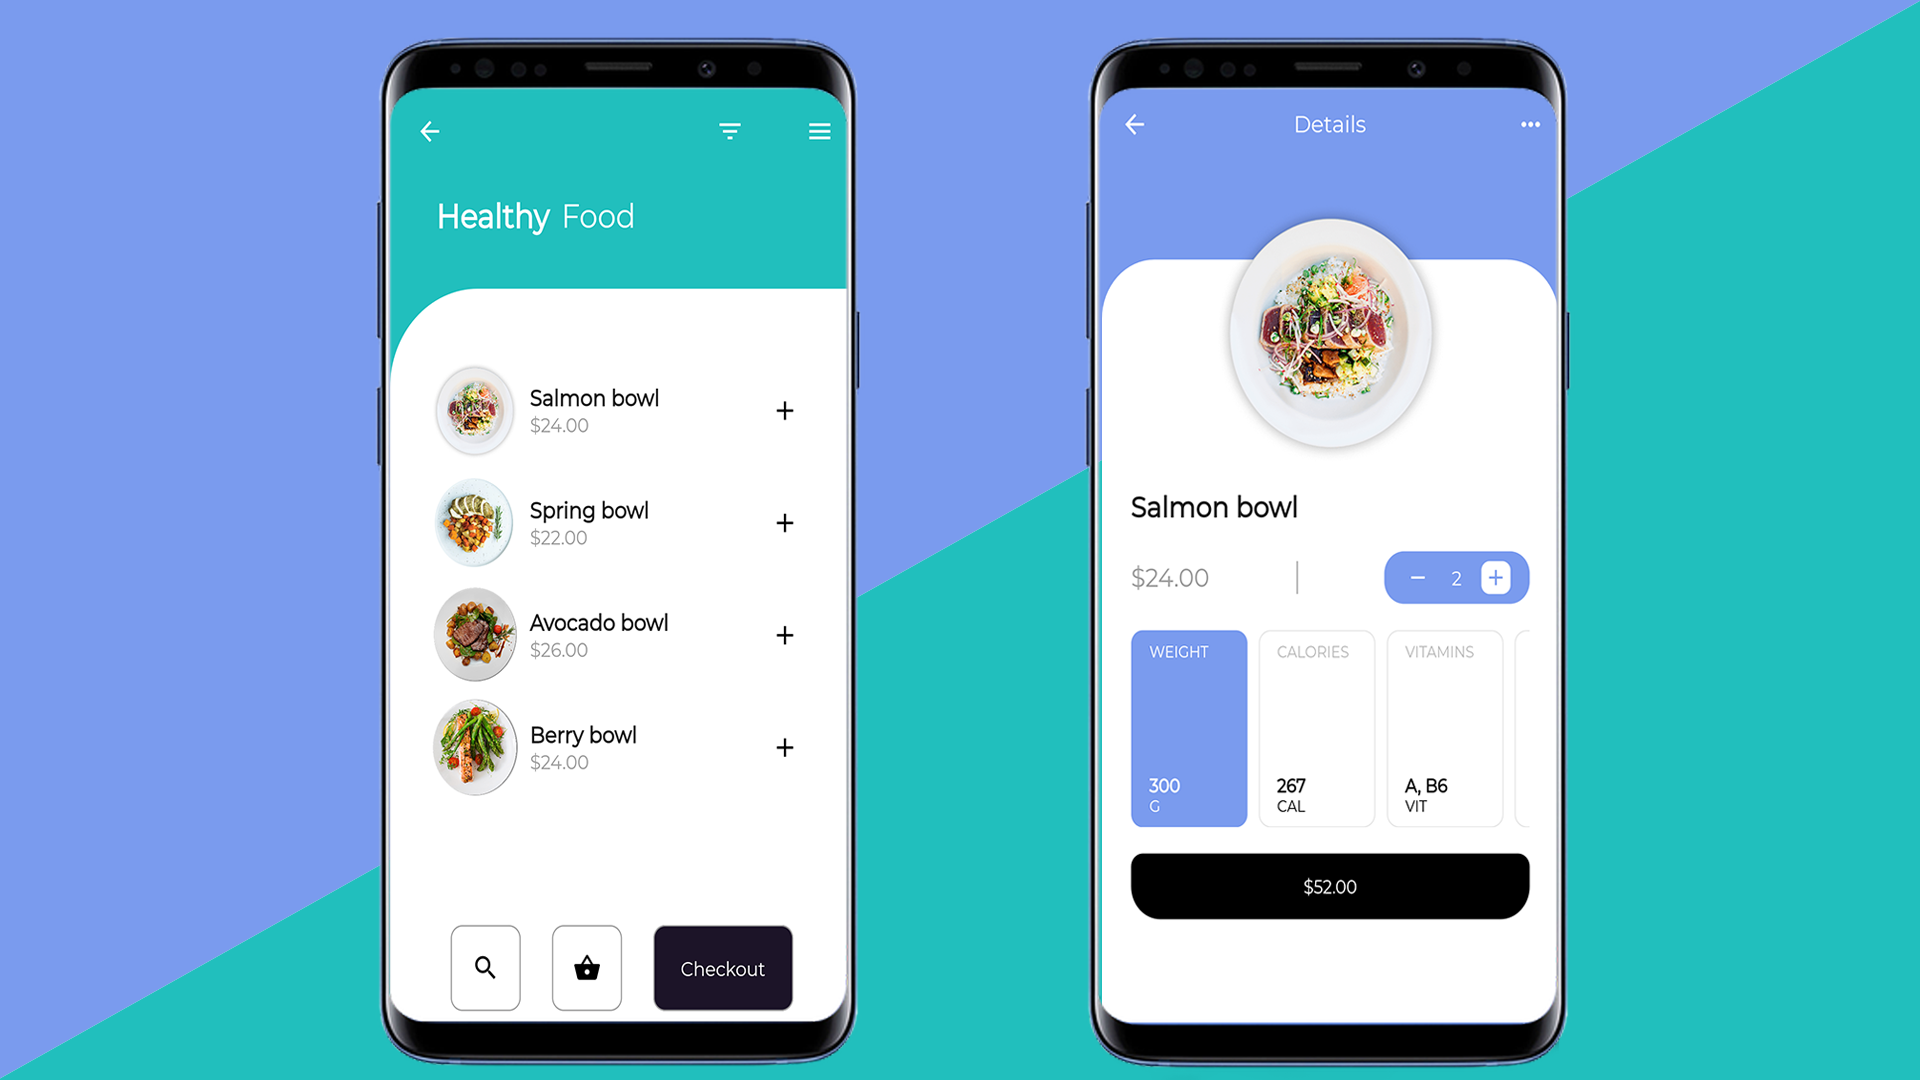 Healthy Food
Salmon bowl
$24.00
Spring bowl
$22.00
Avocado bowl
$26.00
Berry bowl
$24.00
Checkout
Details
Salmon bowl
$24.00
2
WEIGHT
300
G
CALORIES
267
CAL
VITAMINS
A, B6
VIT
$52.00